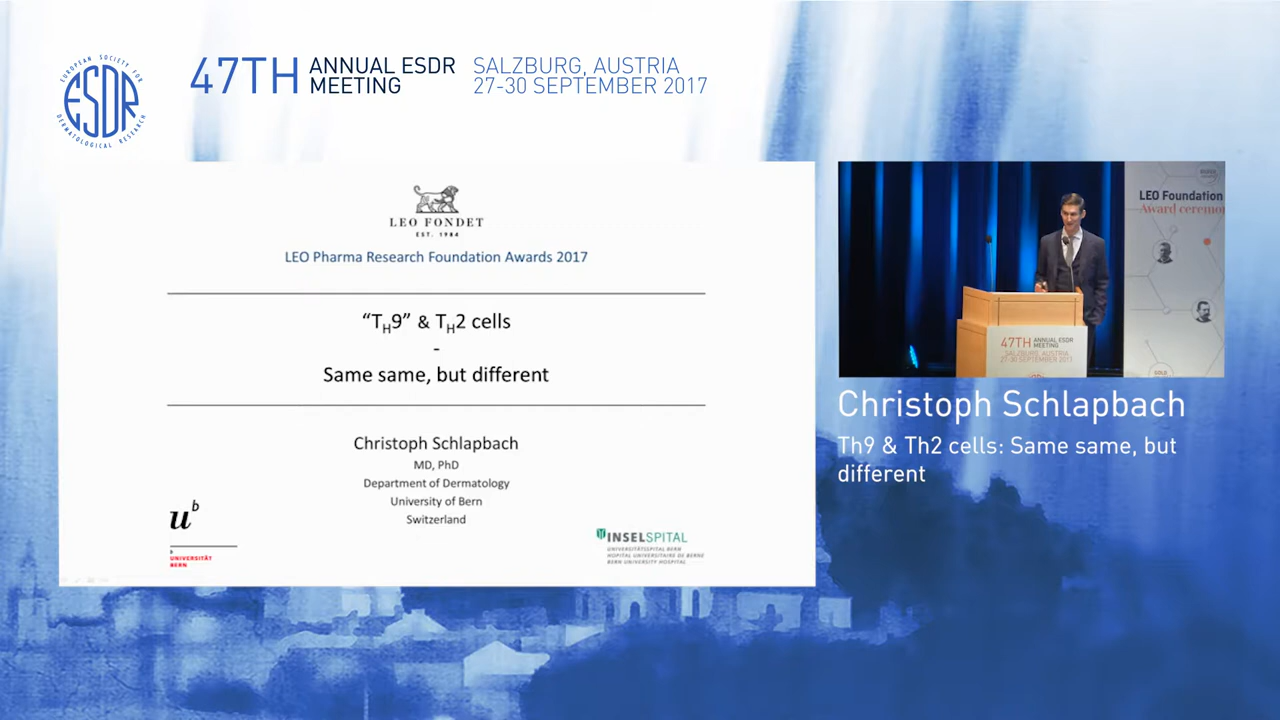 EUROPEAN SOCIETY FOR
ESDR
DERMATOLOGICAL RESEARCH
47TH ANNUAL ESDR MEETING
SALZBURG, AUSTRIA
27-30 SEPTEMBER 2017
LEO FONDET
EST. 1984
LEO Pharma Research Foundation Awards 2017
“TH9” & TH2 cells
-
Same same, but different
Christoph Schlapbach
MD, PhD
Department of Dermatology
University of Bern
Switzerland
ub
b
UNIVERSITÄT
BERN
INSELSPITAL
UNIVERSITÄTSSPITAL BERN
HOPITAL UNIVERSITAIRE DE BERNE
BERN UNIVERSITY HOSPITAL
LEO Foundation
Award ceremo
47TH ANNUAL ESDR MEETING
SALZBURG, AUSTRIA
27-30 SEPTEMBER 2017
GOLD
Christoph Schlapbach
Th9 & Th2 cells: Same same, but
different